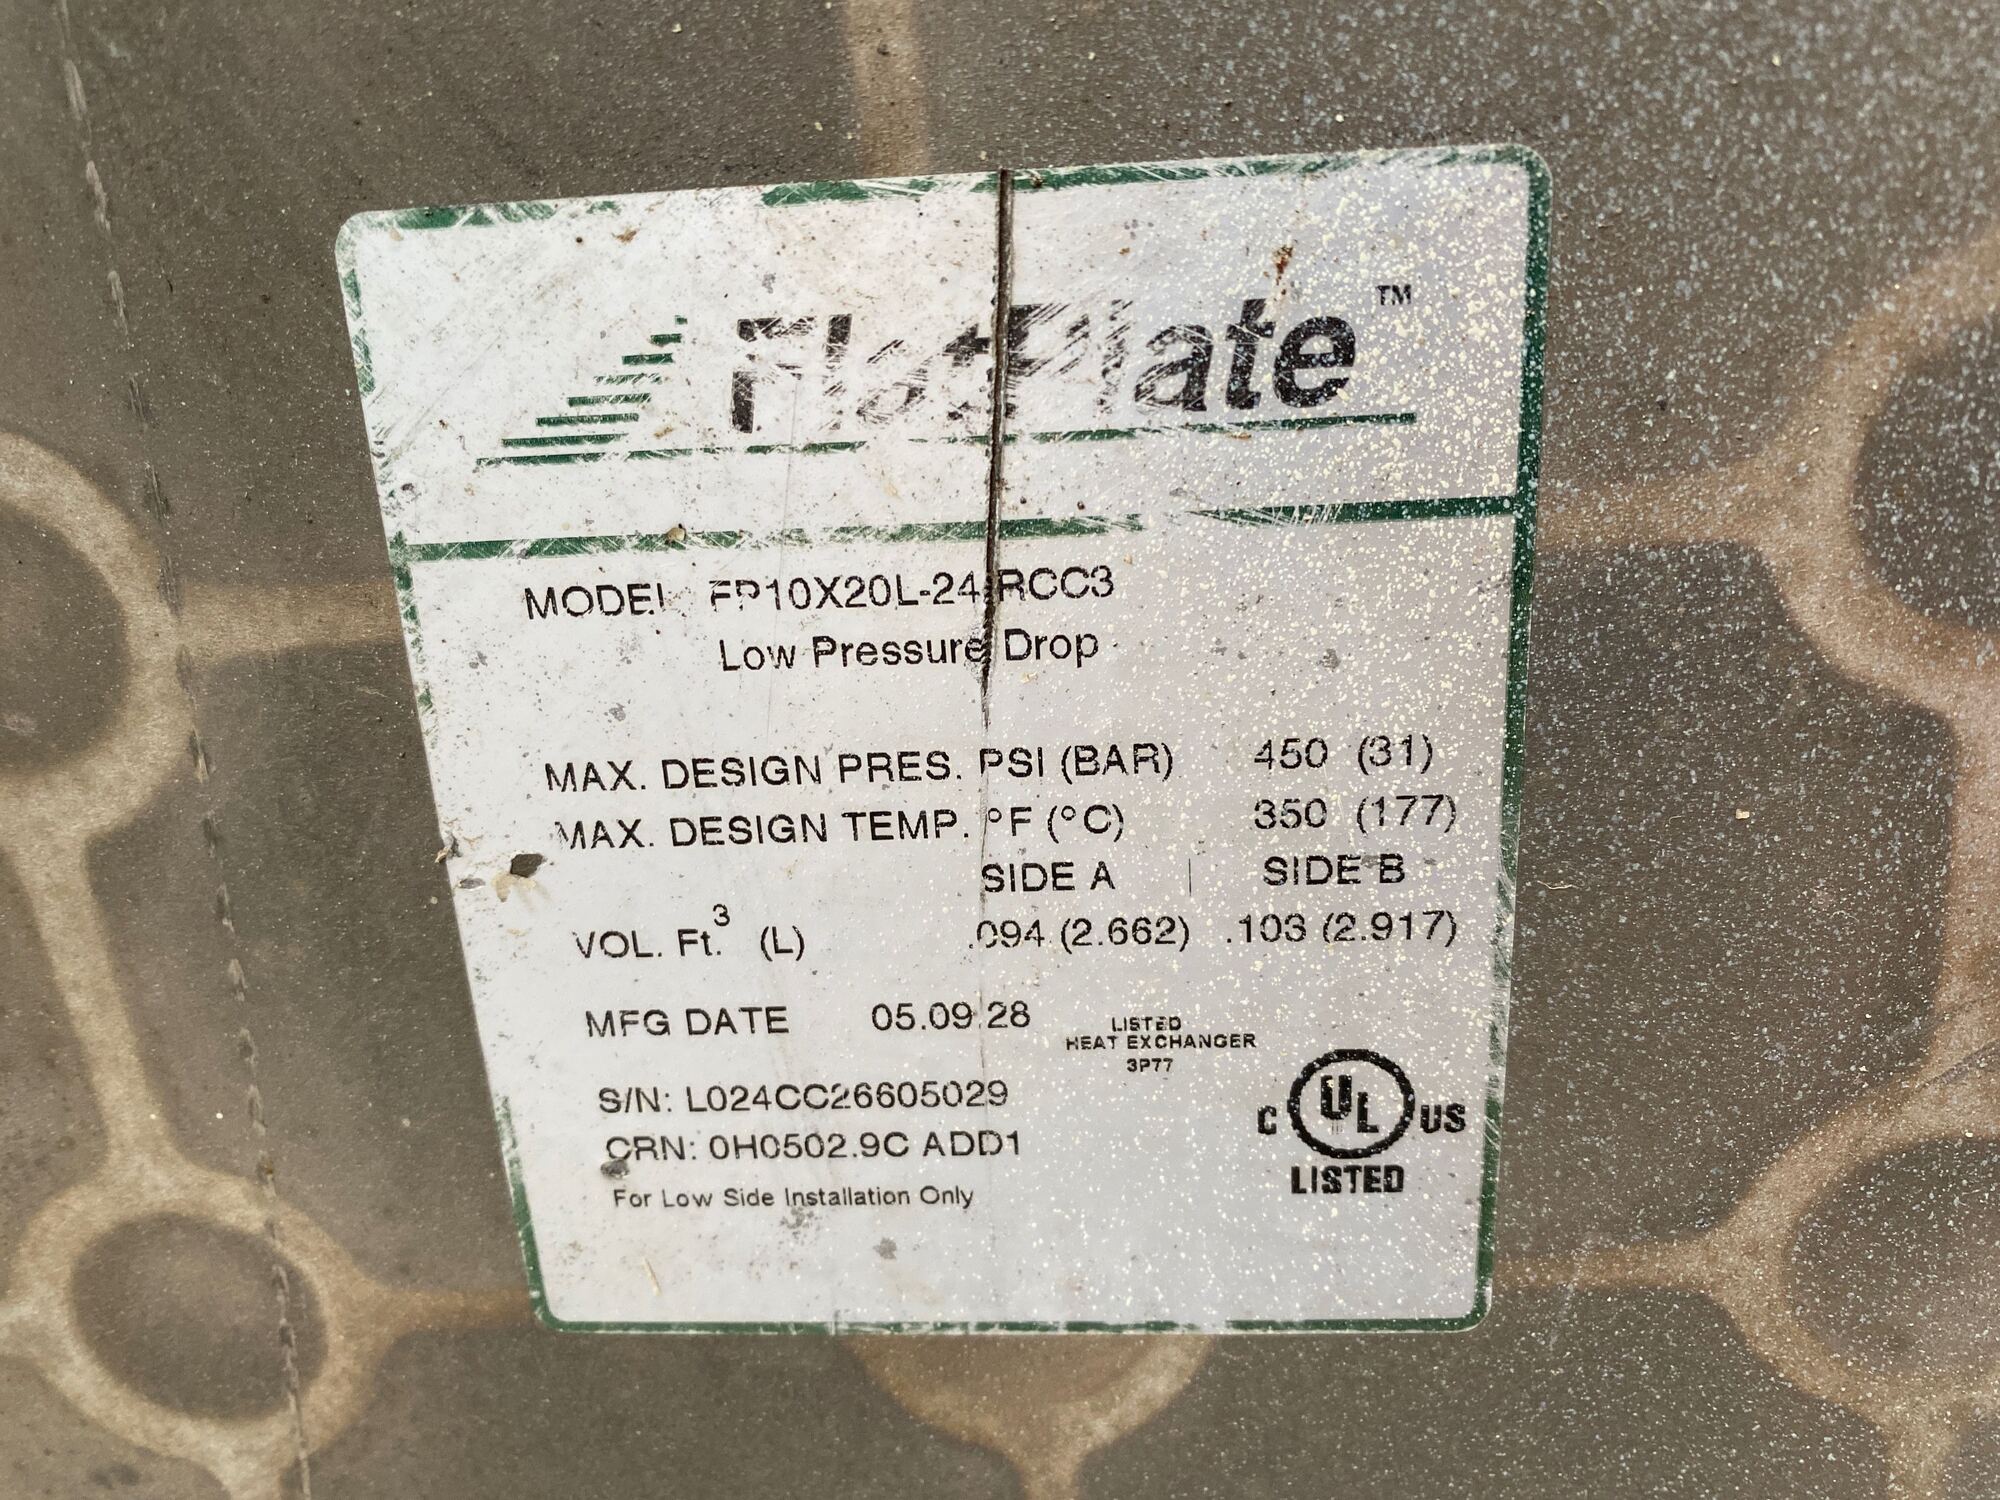 FlatPlate™
MODEL FP10X20L-24 RCC3
Low Pressure Drop
MAX. DESIGN PRES. PSI (BAR) 450 (31)
MAX. DESIGN TEMP. °F (°C) 350 (177)
SIDE A | SIDE B
VOL. Ft.³ (L) .094 (2.662) .103 (2.917)
MFG DATE 05.09.28
LISTED
HEAT EXCHANGER
3P77
S/N: L024CC26605029
CRN: 0H0502.9C ADD1
For Low Side Installation Only
C UL US
LISTED